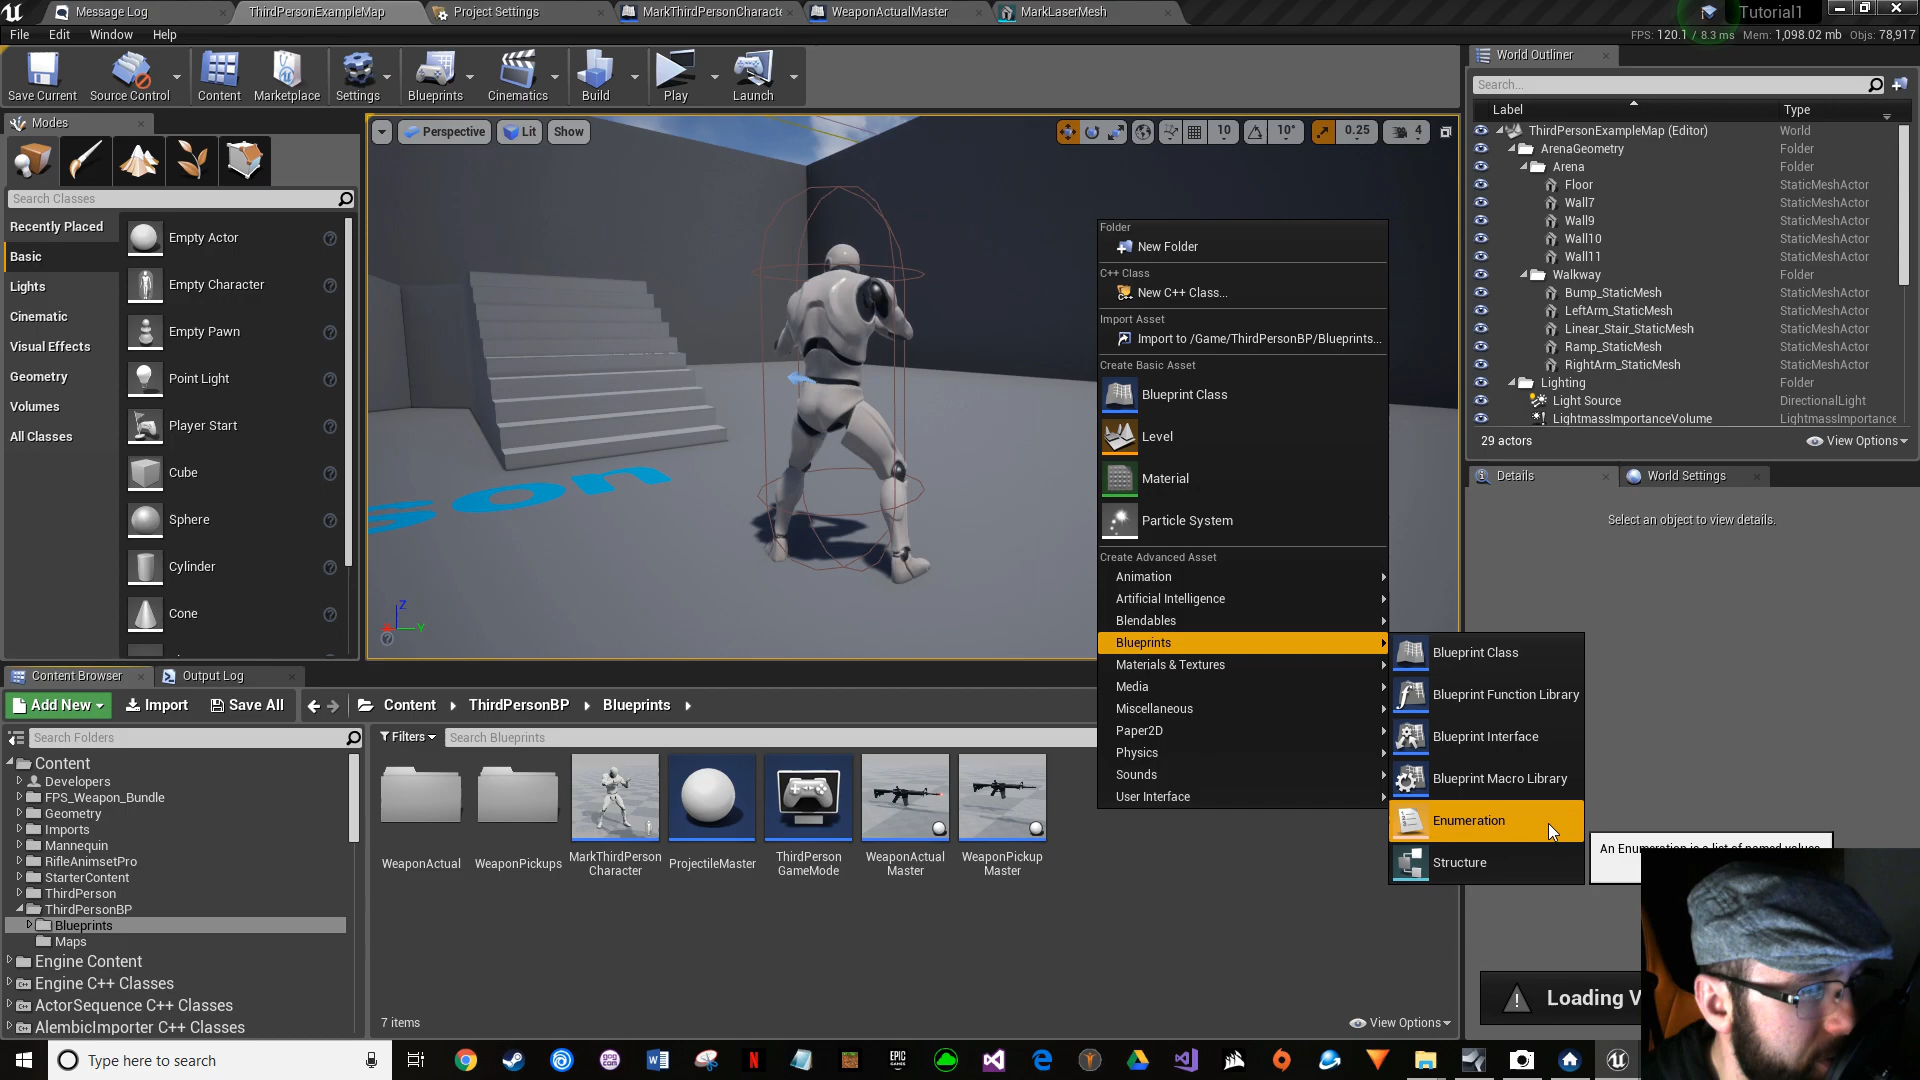 Message Log
ThirdPersonExampleMap
Project Settings
MarkThirdPersonCharacte
WeaponActualMaster
MarkLaserMesh
Tutorial1
File
Edit
Window
Help
FPS: 120.1 / 8.3 ms
Mem: 1,098.02 mb
Objs: 78,917
Save Current
Source Control
Content
Marketplace
Settings
Blueprints
Cinematics
Build
Play
Launch
Modes
Search Classes
Recently Placed
Basic
Lights
Cinematic
Visual Effects
Geometry
Volumes
All Classes
Empty Actor
Empty Character
Empty Pawn
Point Light
Player Start
Cube
Sphere
Cylinder
Cone
Perspective
Lit
Show
10
10°
0.25
4
son
Z
Y
Folder
New Folder
C++ Class
New C++ Class...
Import Asset
Import to /Game/ThirdPersonBP/Blueprints...
Create Basic Asset
Blueprint Class
Level
Material
Particle System
Create Advanced Asset
Animation
Artificial Intelligence
Blendables
Blueprints
Materials & Textures
Media
Miscellaneous
Paper2D
Physics
Sounds
User Interface
Blueprint Class
Blueprint Function Library
Blueprint Interface
Blueprint Macro Library
Enumeration
Structure
World Outliner
Search...
Label
Type
ThirdPersonExampleMap (Editor)
World
ArenaGeometry
Folder
Arena
Folder
Floor
StaticMeshActor
Wall7
StaticMeshActor
Wall9
StaticMeshActor
Wall10
StaticMeshActor
Wall11
StaticMeshActor
Walkway
Folder
Bump_StaticMesh
StaticMeshActor
LeftArm_StaticMesh
StaticMeshActor
Linear_Stair_StaticMesh
StaticMeshActor
Ramp_StaticMesh
StaticMeshActor
RightArm_StaticMesh
StaticMeshActor
Lighting
Folder
Light Source
DirectionalLight
LightmassImportanceVolume
LightmassImportance
29 actors
View Options
Details
World Settings
Select an object to view details.
Loading V
Content Browser
Output Log
Add New
Import
Save All
Content
ThirdPersonBP
Blueprints
Search Folders
Filters
Search Blueprints
Content
Developers
FPS_Weapon_Bundle
Geometry
Imports
Mannequin
RifleAnimsetPro
StarterContent
ThirdPerson
ThirdPersonBP
Blueprints
Maps
Engine Content
Engine C++ Classes
ActorSequence C++ Classes
AlembicImporter C++ Classes
WeaponActual
WeaponPickups
MarkThirdPerson
Character
ProjectileMaster
ThirdPerson
GameMode
WeaponActual
Master
WeaponPickup
Master
7 items
View Options
Type here to search